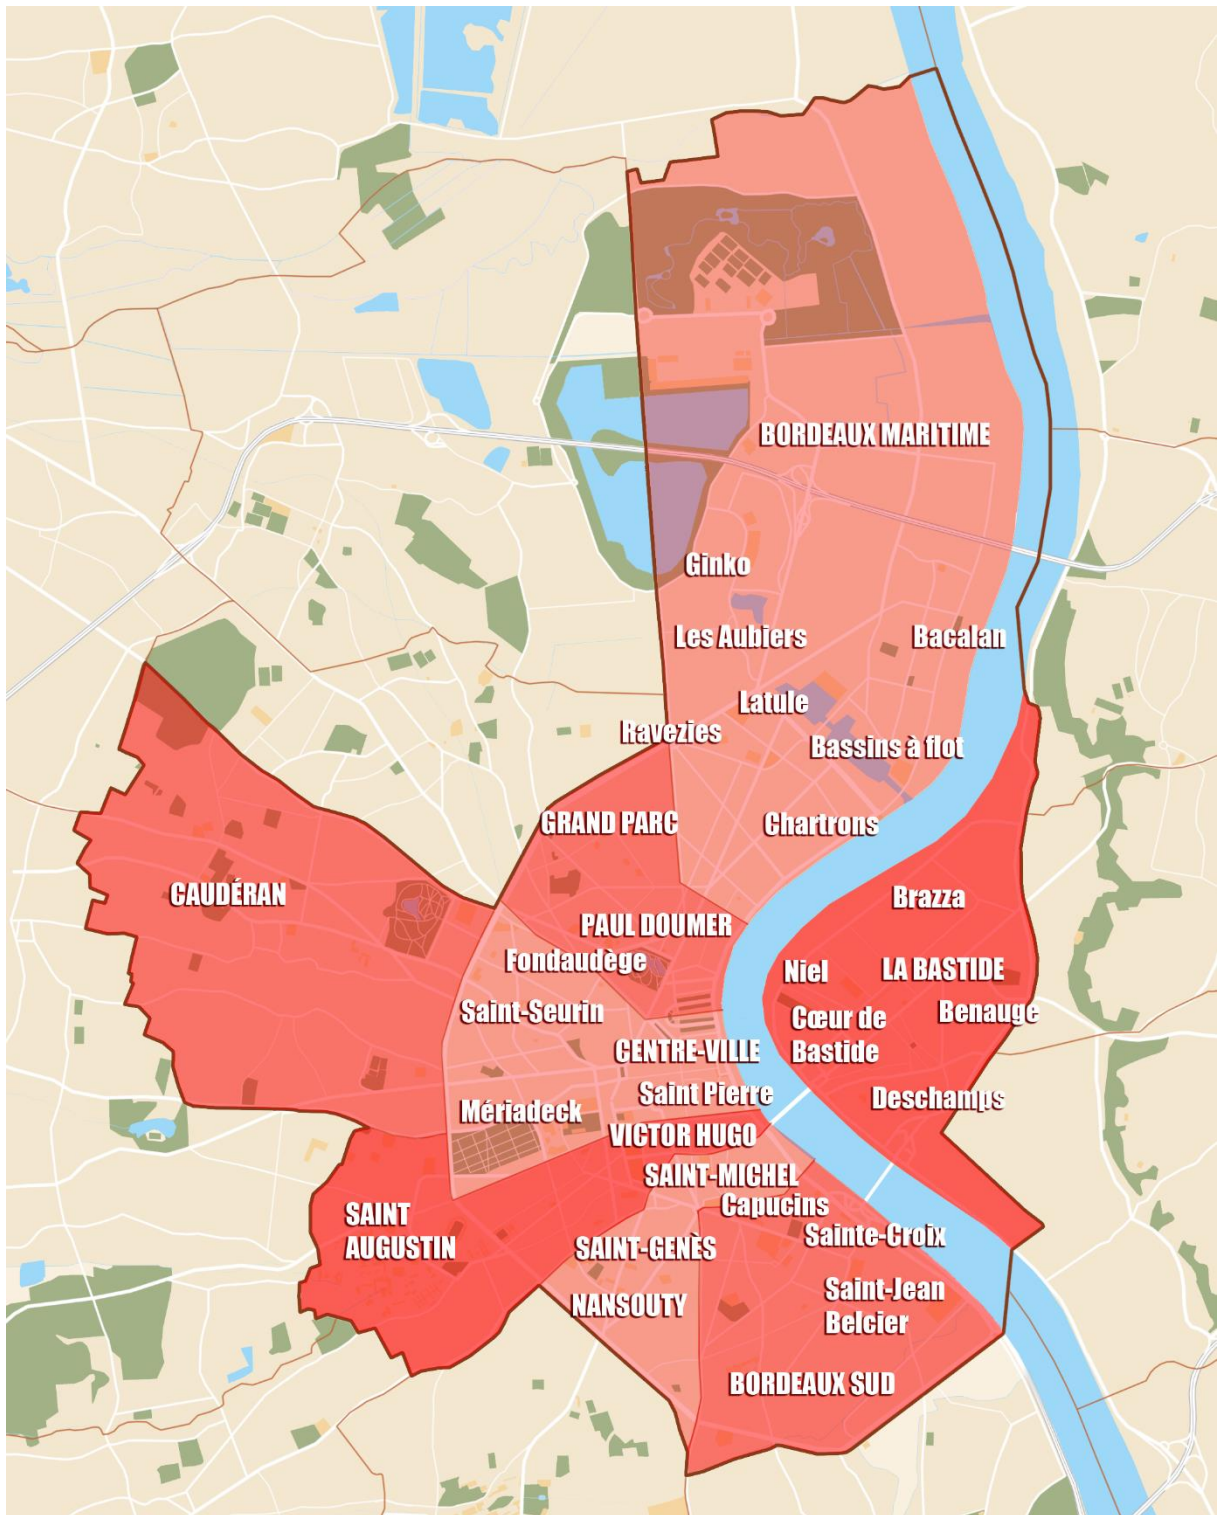 BORDEAUX MARITIME
Ginko
Les Aubiers
Bacalan
Latule
Ravezies
Bassins à flot
GRAND PARC
Chartrons
CAUDÉRAN
Brazza
PAUL DOUMER
Fondaudège
Niel
LA BASTIDE
Saint-Seurin
Cœur de
Bastide
Benauge
CENTRE-VILLE
Saint Pierre
Deschamps
Mériadeck
VICTOR HUGO
SAINT-MICHEL
Capucins
SAINT
AUGUSTIN
Sainte-Croix
SAINT-GENÈS
Saint-Jean
Belcier
NANSOUTY
BORDEAUX SUD